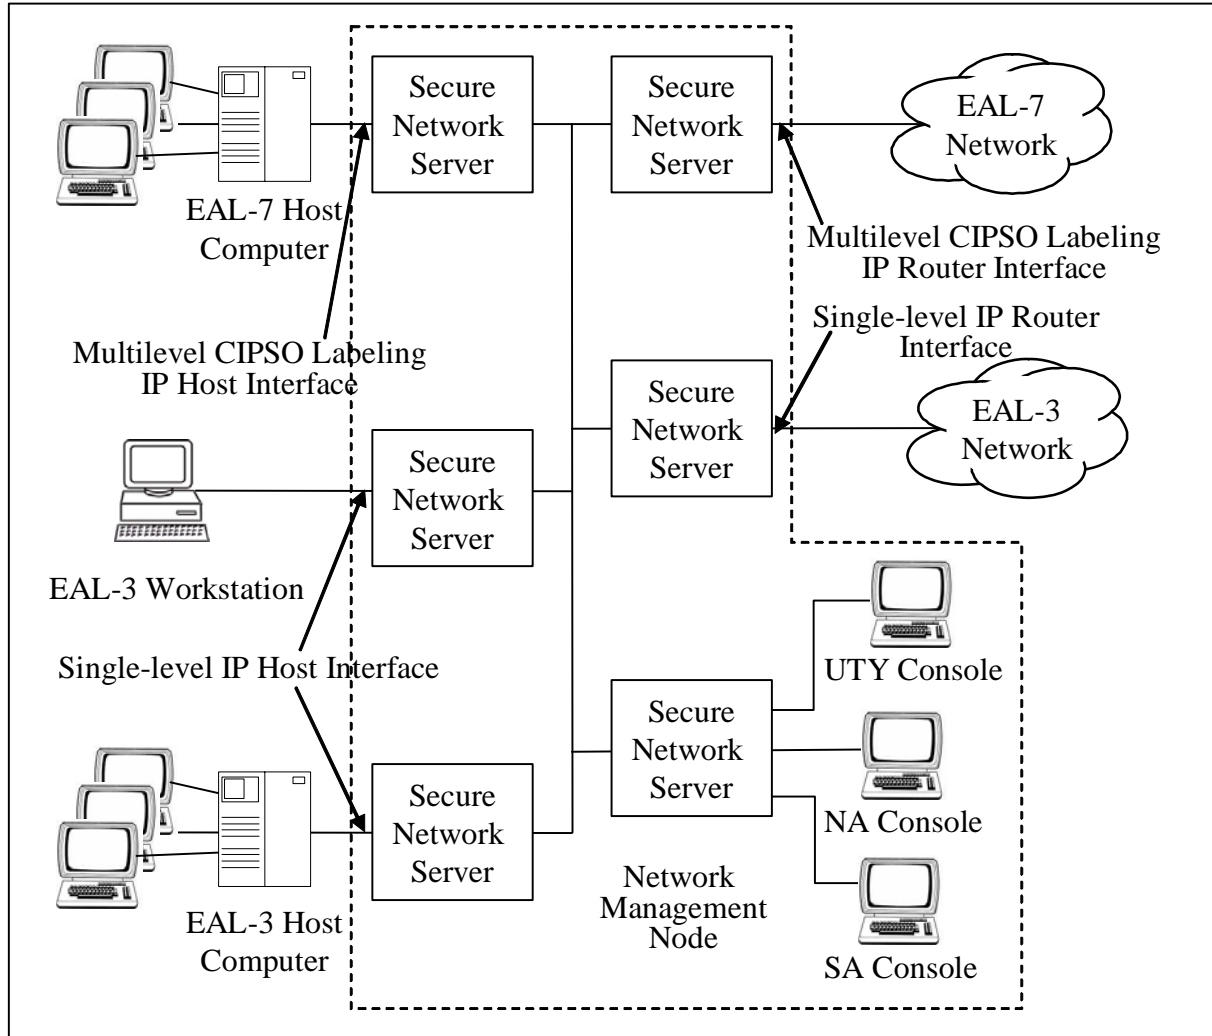 Secure
Network
Server
Secure
Network
Server
EAL-7
Network
EAL-7 Host
Computer
Multilevel CIPSO Labeling
IP Router Interface
Multilevel CIPSO Labeling
IP Host Interface
Single-level IP Router
Interface
Secure
Network
Server
EAL-3
Network
Secure
Network
Server
EAL-3 Workstation
Single-level IP Host Interface
UTY Console
Secure
Network
Server
NA Console
Secure
Network
Server
EAL-3 Host
Computer
Network
Management
Node
SA Console